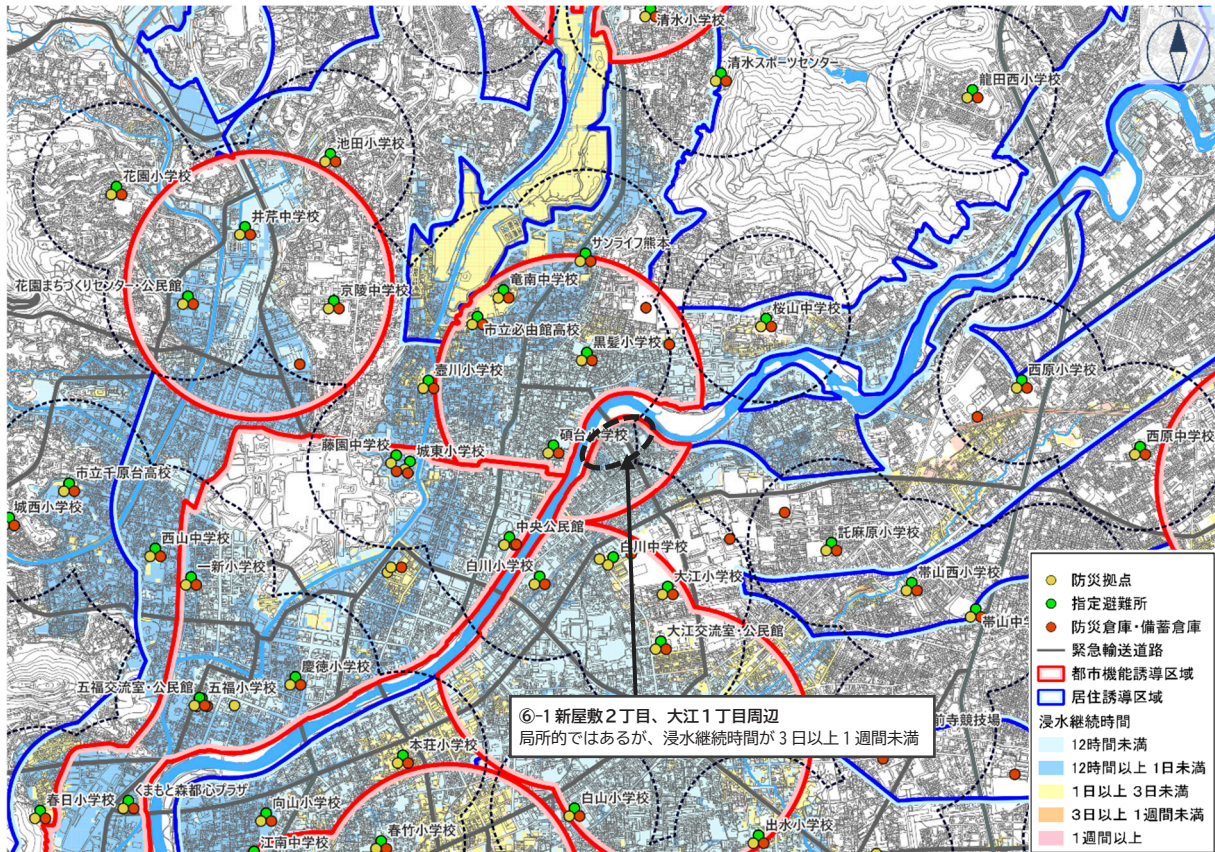 清水小学校
N
清水スポーツセンター
龍田西小学校
池田小学校
花園小学校
井芹中学校
サンライフ熊本
花園まちづくりセンター・公民館
竜南中学校
京陵中学校
桜山中学校
市立必由館高校
黒髪小学校
壺川小学校
西原小学校
碩台小学校
藤園中学校
城東小学校
西原中学校
市立千原台高校
城西小学校
中央公民館
託麻原小学校
西山中学校
白川中学校
一新小学校
白川小学校
大江小学校
帯山西小学校
帯山中学
大江交流室・公民館
慶徳小学校
五福交流室・公民館
五福小学校
前寺競技場
⑥-1 新屋敷2丁目、大江1丁目周辺
局所的ではあるが、浸水継続時間が3日以上1週間未満
本荘小学校
くまもと森都心プラザ
春日小学校
向山小学校
白山小学校
江南中学校
春竹小学校
出水小学校
防災拠点
指定避難所
防災倉庫・備蓄倉庫
緊急輸送道路
都市機能誘導区域
居住誘導区域
浸水継続時間
12時間未満
12時間以上 1日未満
1日以上 3日未満
3日以上 1週間未満
1週間以上